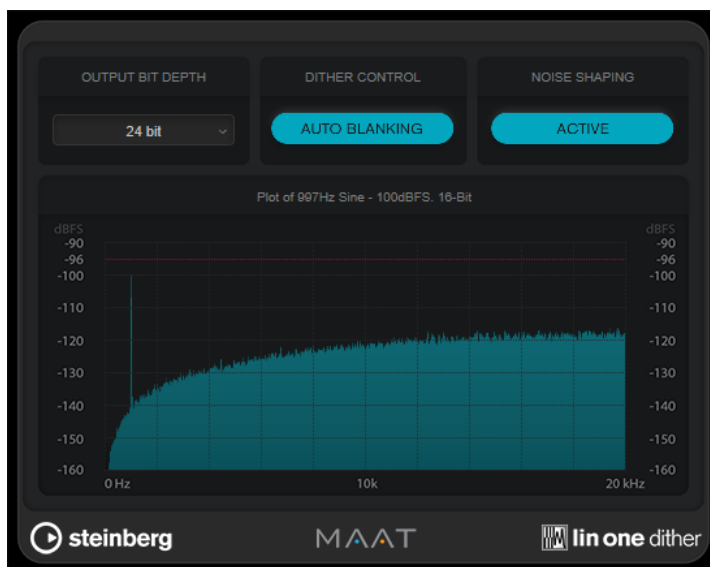 OUTPUT BIT DEPTH
DITHER CONTROL
NOISE SHAPING
24 bit
AUTO BLANKING
ACTIVE
Plot of 997Hz Sine - 100dBFS. 16-Bit
dBFS dBFS
-90 -90
-96 -96
-100 -100
-110 -110
-120 -120
-130 -130
-140 -140
-150 -150
-160 -160
0 Hz 10k 20 kHz
steinberg
MAAT
lin one dither